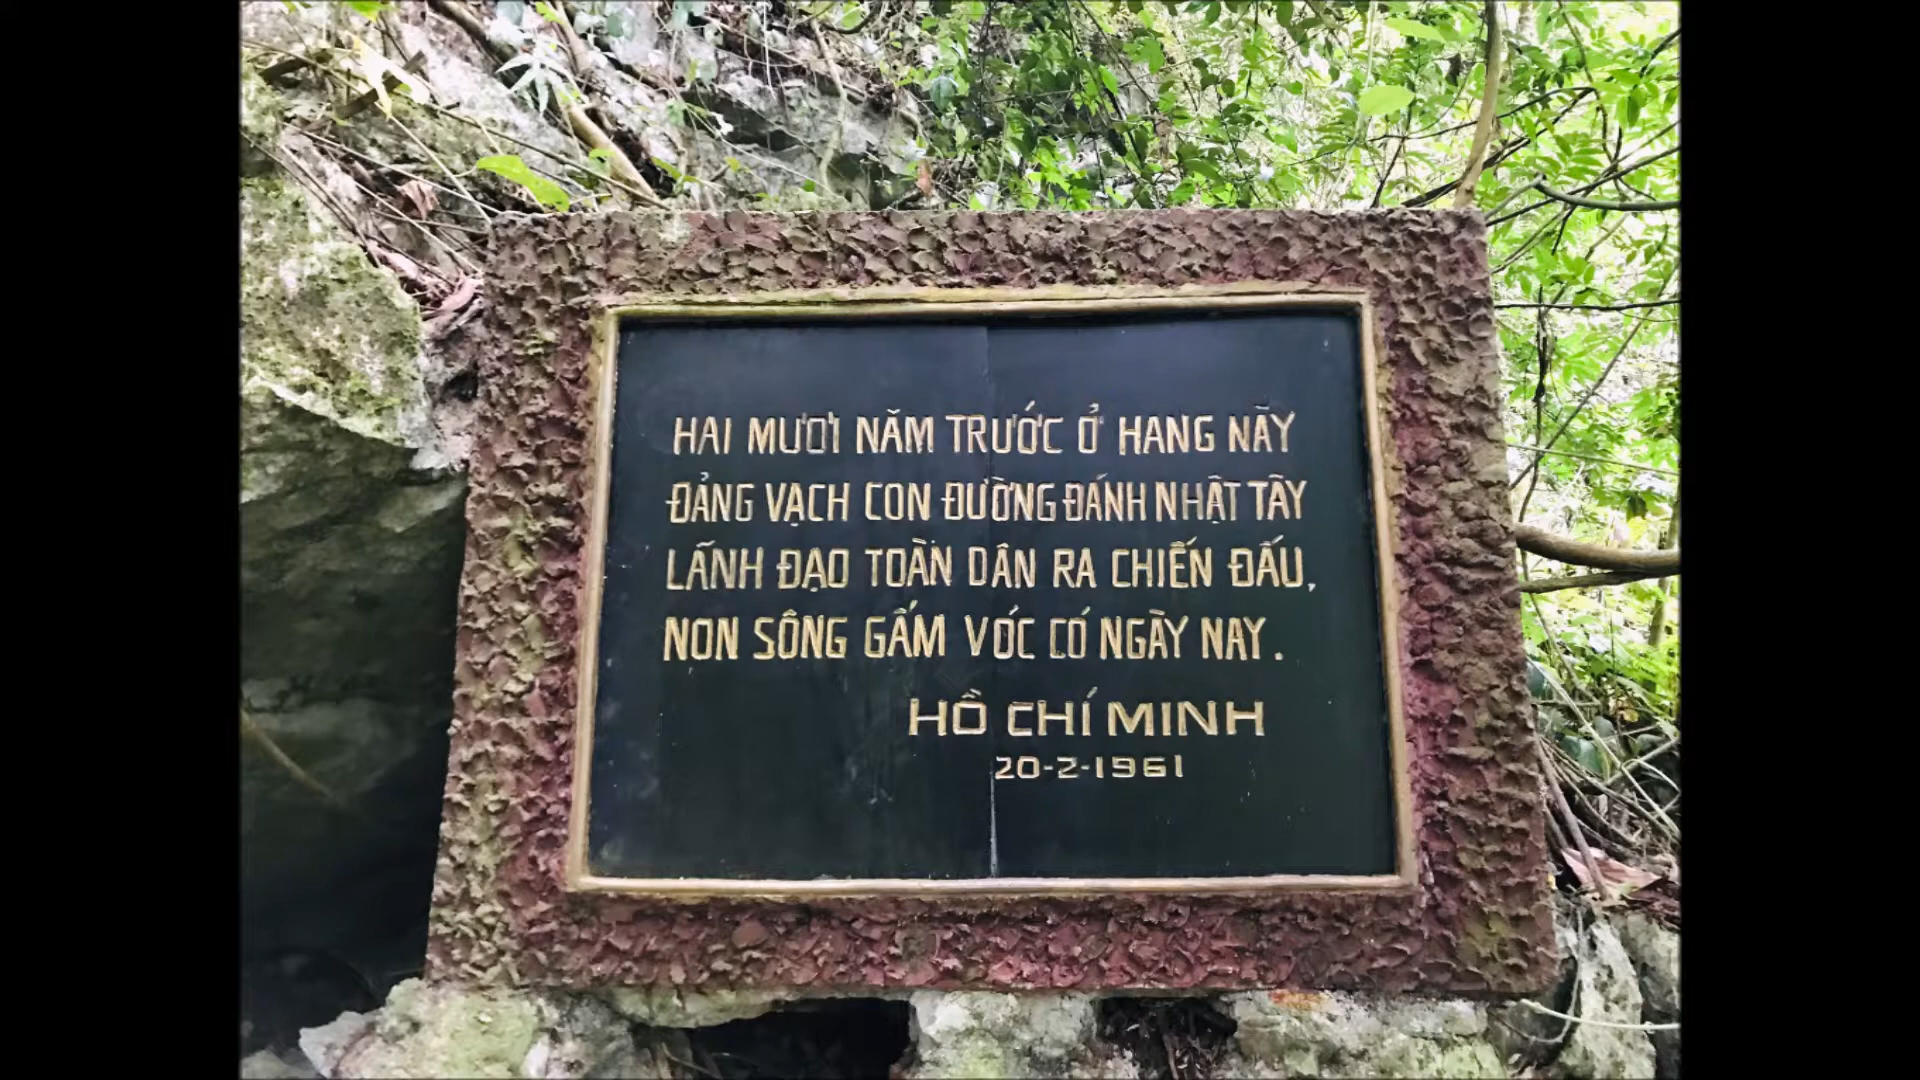 HAI MƯƠI NĂM TRƯỚC Ở HANG NÀY
ĐẢNG VẠCH CON ĐƯỜNG ĐÁNH NHẬT TÂY
LÃNH ĐẠO TOÀN DÂN RA CHIẾN ĐẤU,
NON SÔNG GẤM VÓC CÓ NGÀY NAY.
HỒ CHÍ MINH
20-2-1961